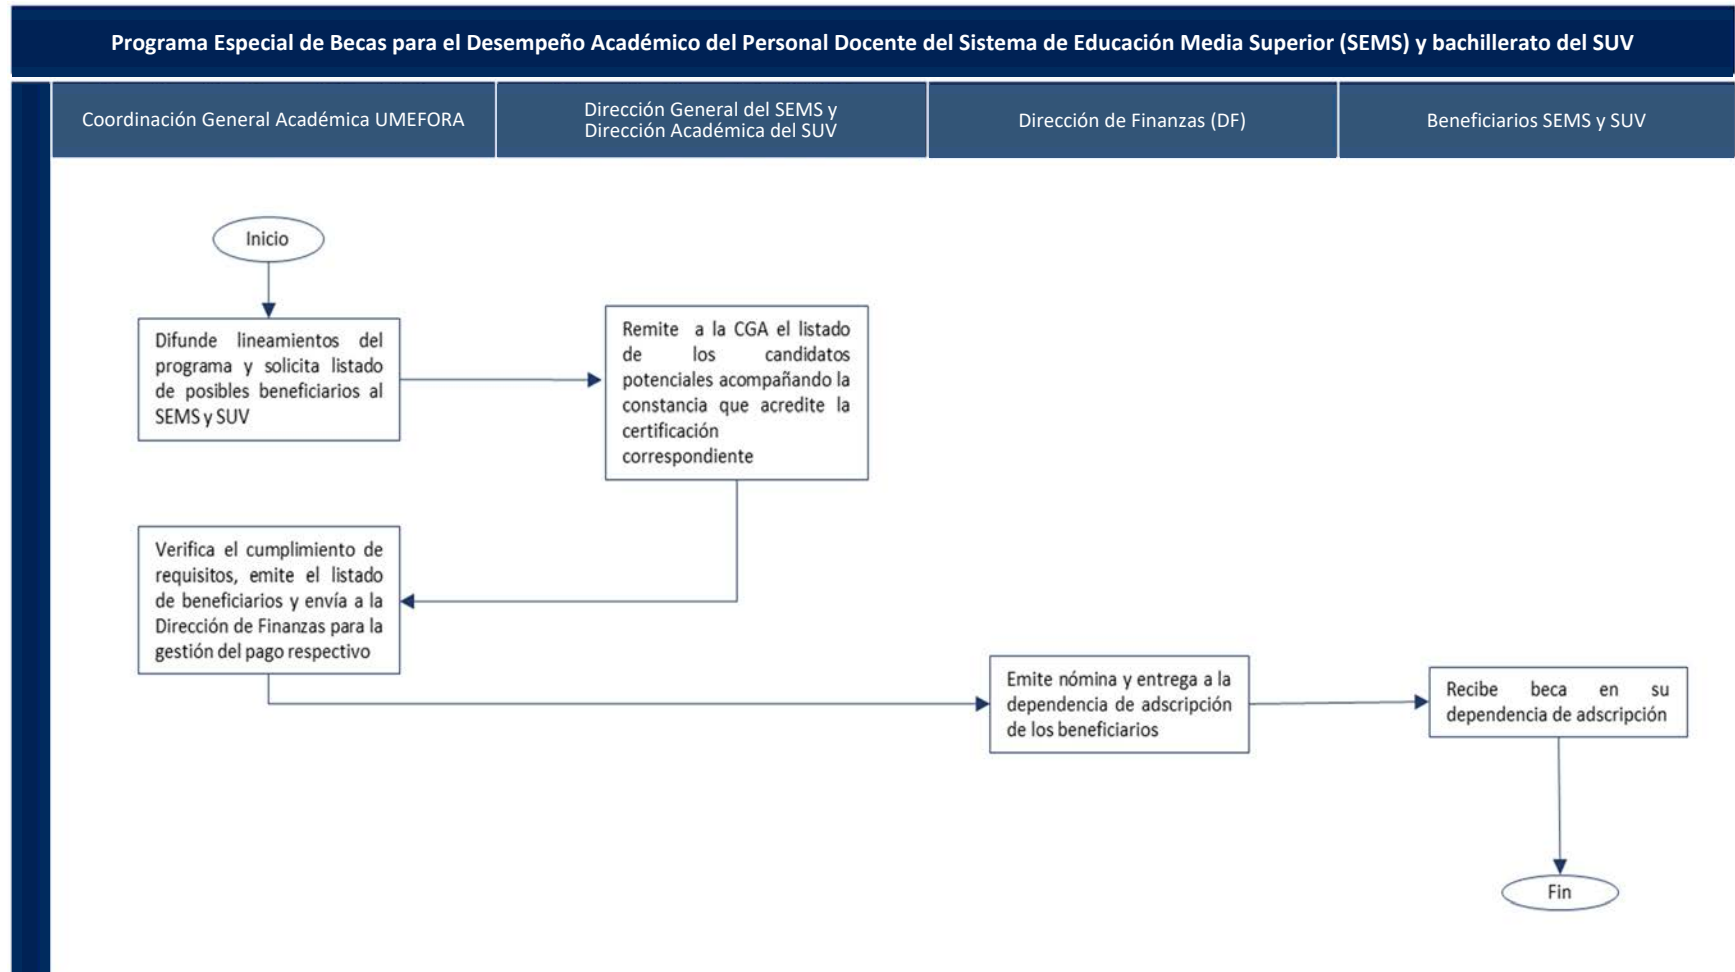 Programa Especial de Becas para el Desempeño Académico del Personal Docente del Sistema de Educación Media Superior (SEMS) y bachillerato del SUV
Coordinación General Académica UMEFORA
Dirección General del SEMS y
Dirección Académica del SUV
Dirección de Finanzas (DF)
Beneficiarios SEMS y SUV
Inicio
Difunde lineamientos del
programa y solicita listado
de posibles beneficiarios al
SEMS y SUV
Remite a la CGA el listado
de los candidatos
potenciales acompañando la
constancia que acredite la
certificación
correspondiente
Verifica el cumplimiento de
requisitos, emite el listado
de beneficiarios y envía a la
Dirección de Finanzas para la
gestión del pago respectivo
Emite nómina y entrega a la
dependencia de adscripción
de los beneficiarios
Recibe beca en su
dependencia de adscripción
Fin